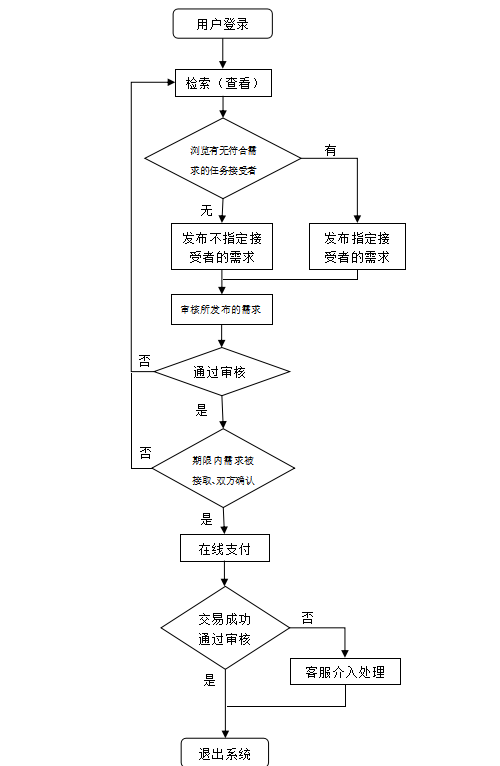 用户登录
检索（查看）
浏览有无符合需
求的任务接受者
有
无
发布不指定接
受者的需求
发布指定接
受者的需求
审核所发布的需求
否
通过审核
是
否
期限内需求被
接取、双方确认
是
在线支付
交易成功
通过审核
否
客服介入处理
是
退出系统